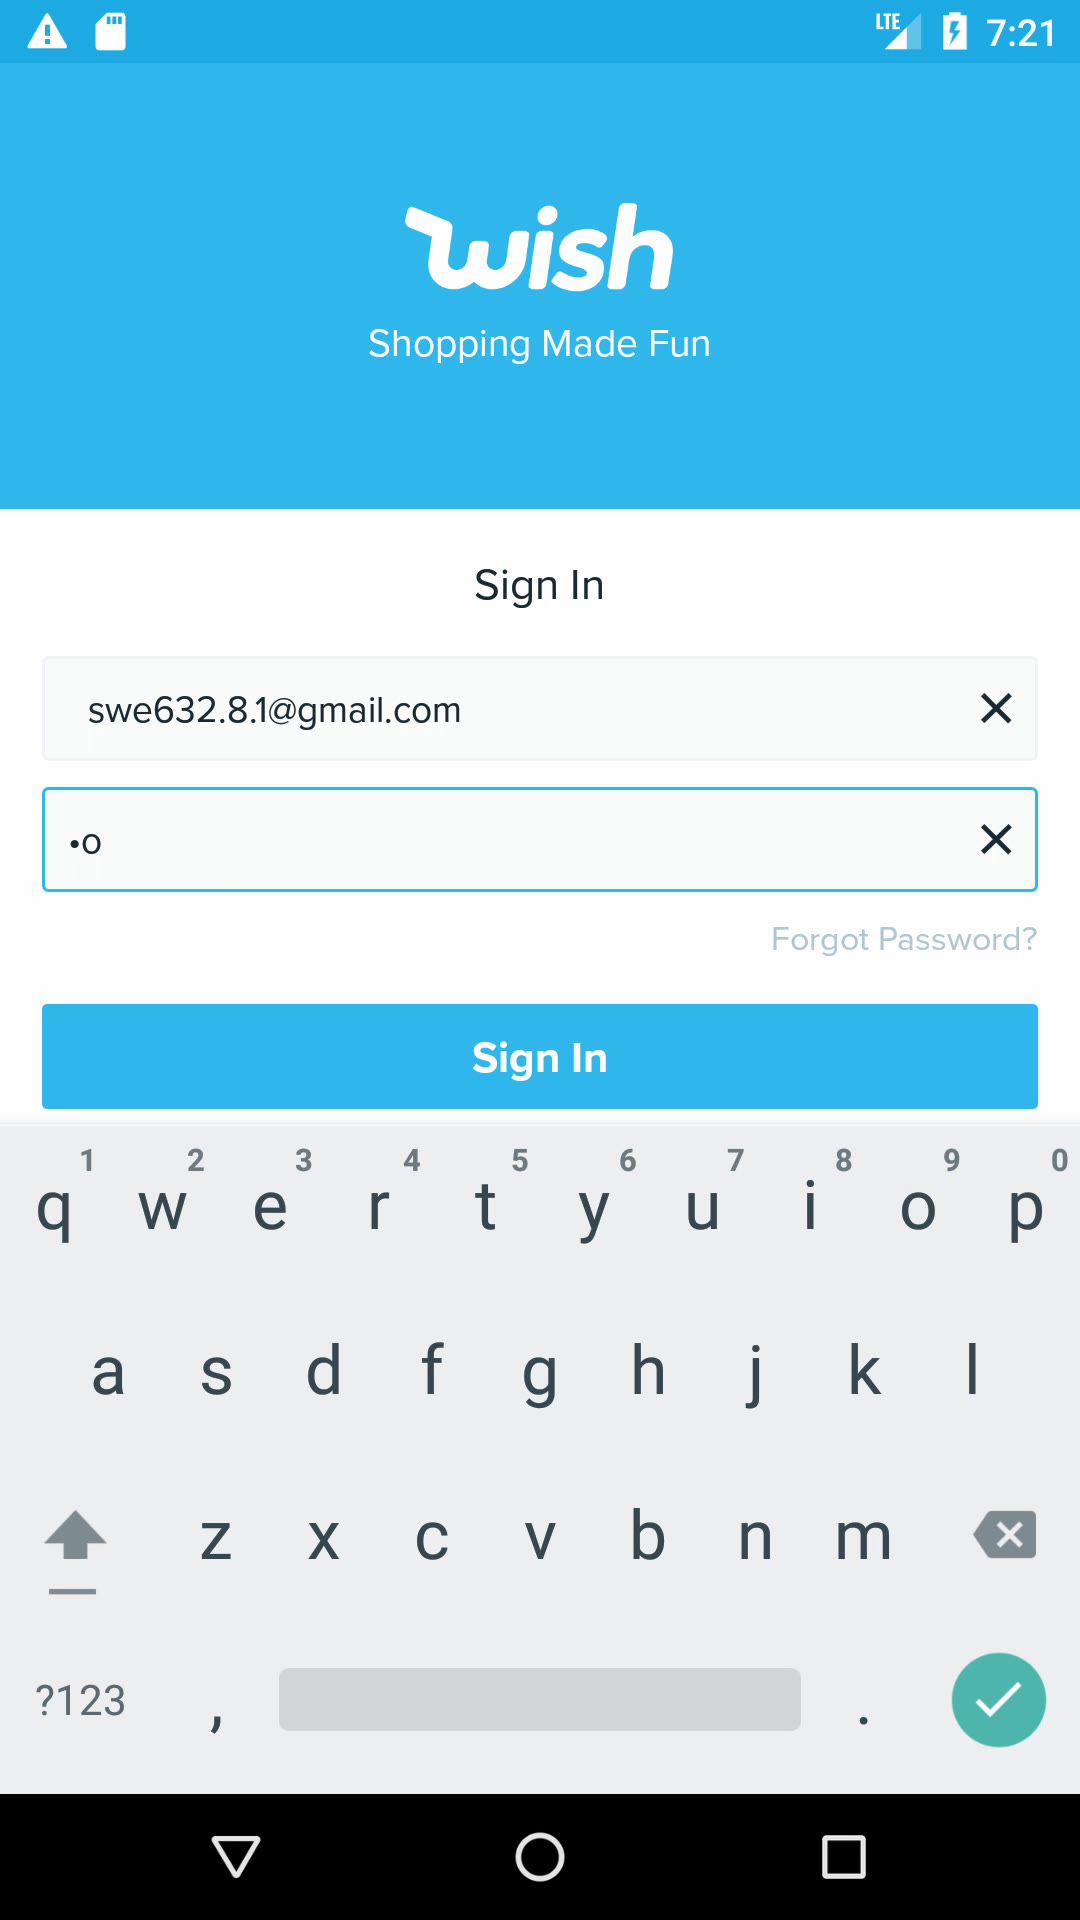 LTE 7:21
wish
Shopping Made Fun
Sign In
swe632.8.1@gmail.com
•o
Forgot Password?
Sign In
1 2 3 4 5 6 7 8 9 0
q w e r t y u i o p
a s d f g h j k l
z x c v b n m
?123 , .